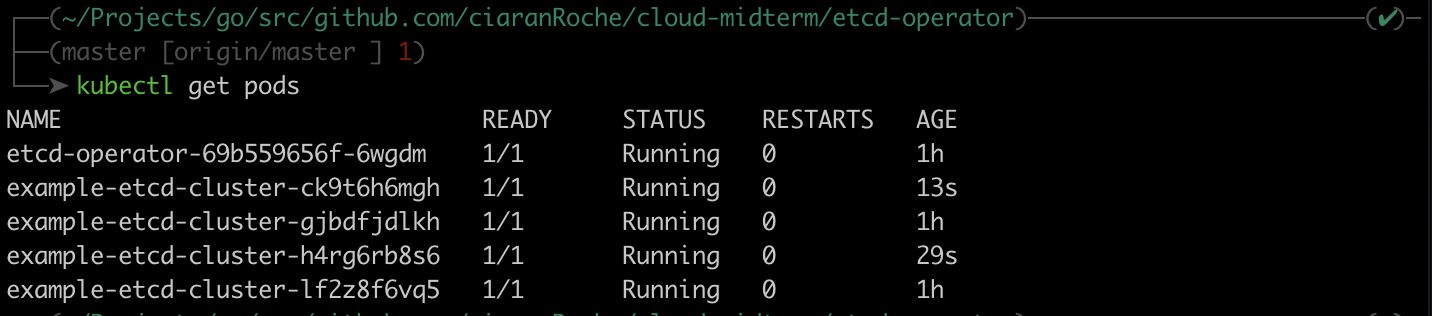 (~/Projects/go/src/github.com/ciaranRoche/cloud-midterm/etcd-operator) (✔)
(master [origin/master ] 1)
➤ kubectl get pods
NAME READY STATUS RESTARTS AGE
etcd-operator-69b559656f-6wgdm 1/1 Running 0 1h
example-etcd-cluster-ck9t6h6mgh 1/1 Running 0 13s
example-etcd-cluster-gjbdfjdlkh 1/1 Running 0 1h
example-etcd-cluster-h4rg6rb8s6 1/1 Running 0 29s
example-etcd-cluster-lf2z8f6vq5 1/1 Running 0 1h